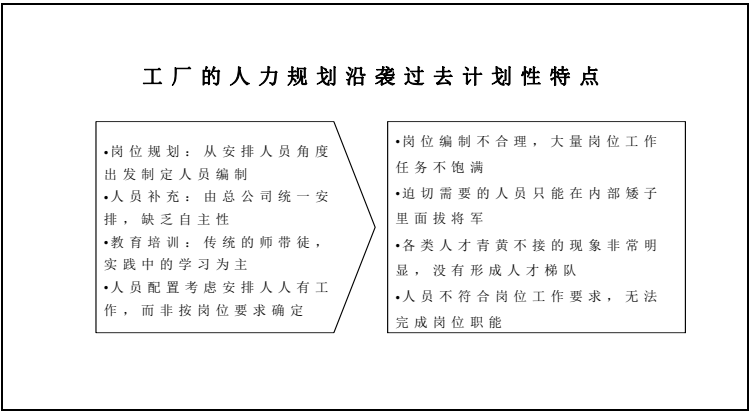 工厂的人力规划沿袭过去计划性特点
•岗位规划：从安排人员角度
出发制定人员编制
•人员补充：由总公司统一安
排，缺乏自主性
•教育培训：传统的师带徒，
实践中的学习为主
•人员配置考虑安排人人有工
作，而非按岗位要求确定
•岗位编制不合理，大量岗位工作
任务不饱满
•迫切需要的人员只能在内部矮子
里面拔将军
•各类人才青黄不接的现象非常明
显，没有形成人才梯队
•人员不符合岗位工作要求，无法
完成岗位职能